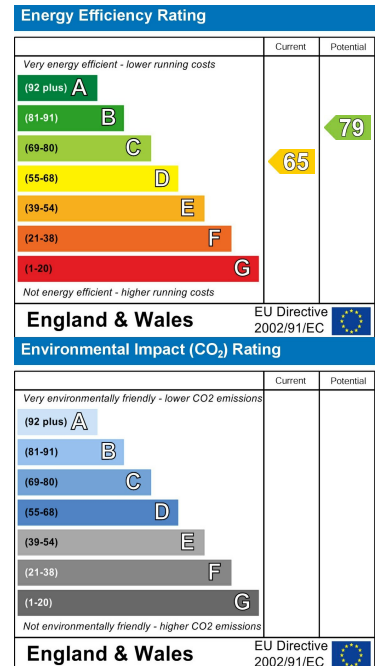 Energy Efficiency Rating
Current Potential
Very energy efficient - lower running costs
(92 plus) A
(81-91) B
79
(69-80) C
65
(55-68) D
(39-54) E
(21-38) F
(1-20) G
Not energy efficient - higher running costs
England & Wales
EU Directive
2002/91/EC
Environmental Impact (CO₂) Rating
Current Potential
Very environmentally friendly - lower CO2 emissions
(92 plus) A
(81-91) B
(69-80) C
(55-68) D
(39-54) E
(21-38) F
(1-20) G
Not environmentally friendly - higher CO2 emissions
England & Wales
EU Directive
2002/91/EC